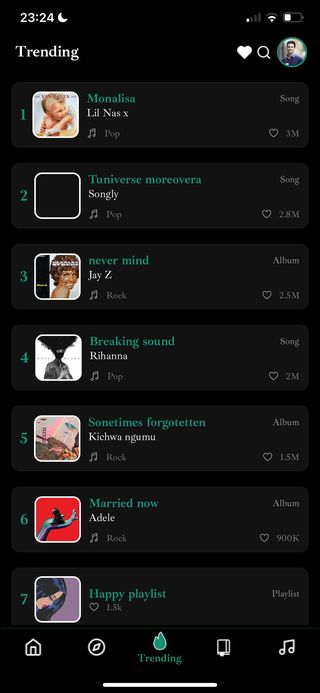 23:24
Trending
1
Monalisa
Song
Lil Nas x
Pop
3M
2
Tuniverse moreovera
Song
Songly
Pop
2.8M
3
never mind
Album
Jay Z
Rock
2.5M
4
Breaking sound
Song
Rihanna
Pop
2M
5
Sonetimes forgotetten
Album
Kichwa ngumu
Rock
1.5M
6
Married now
Album
Adele
Rock
900K
7
Happy playlist
Playlist
1.5k
Trending